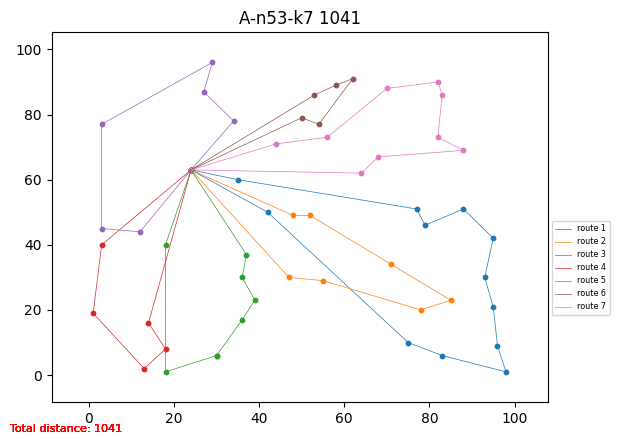 A-n53-k7 1041
100
80
60
40
20
0
0 20 40 60 80 100
route 1
route 2
route 3
route 4
route 5
route 6
route 7
Total distance: 1041